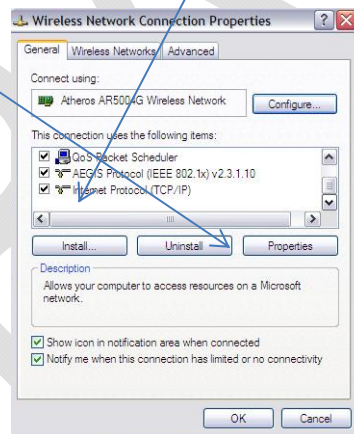 Wireless Network Connection Properties
General Wireless Networks Advanced
Connect using:
Atheros AR5004G Wireless Network Configure...
This connection uses the following items:
QoS Packet Scheduler
AEGIS Protocol (IEEE 802.1x) v2.3.1.10
Internet Protocol (TCP/IP)
Install... Uninstall Properties
Description
Allows your computer to access resources on a Microsoft
network.
Show icon in notification area when connected
Notify me when this connection has limited or no connectivity
OK Cancel